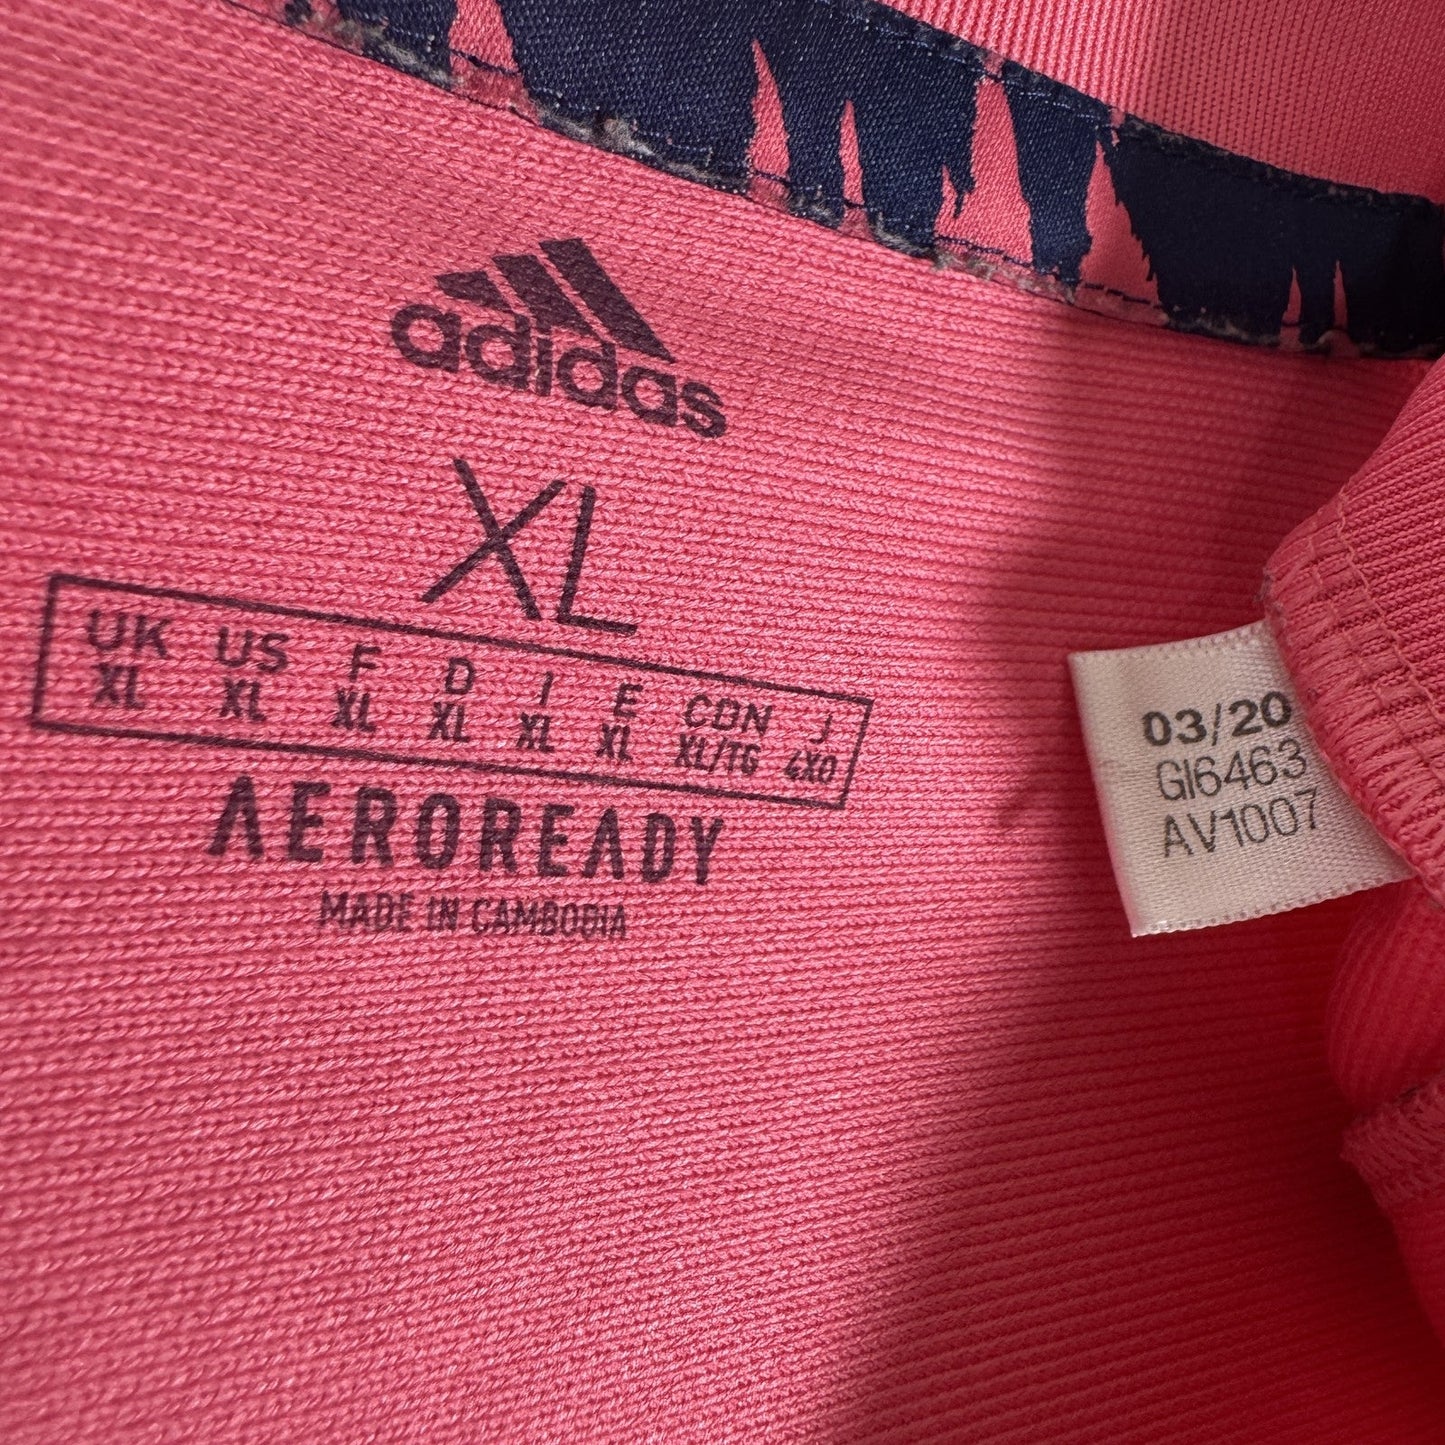 adidas
XL
UK US F D I E CDN J
XL XL XL XL XL XL XL/TG 4XO
AEROREADY
MADE IN CAMBODIA
03/20
GI6463
AV1007